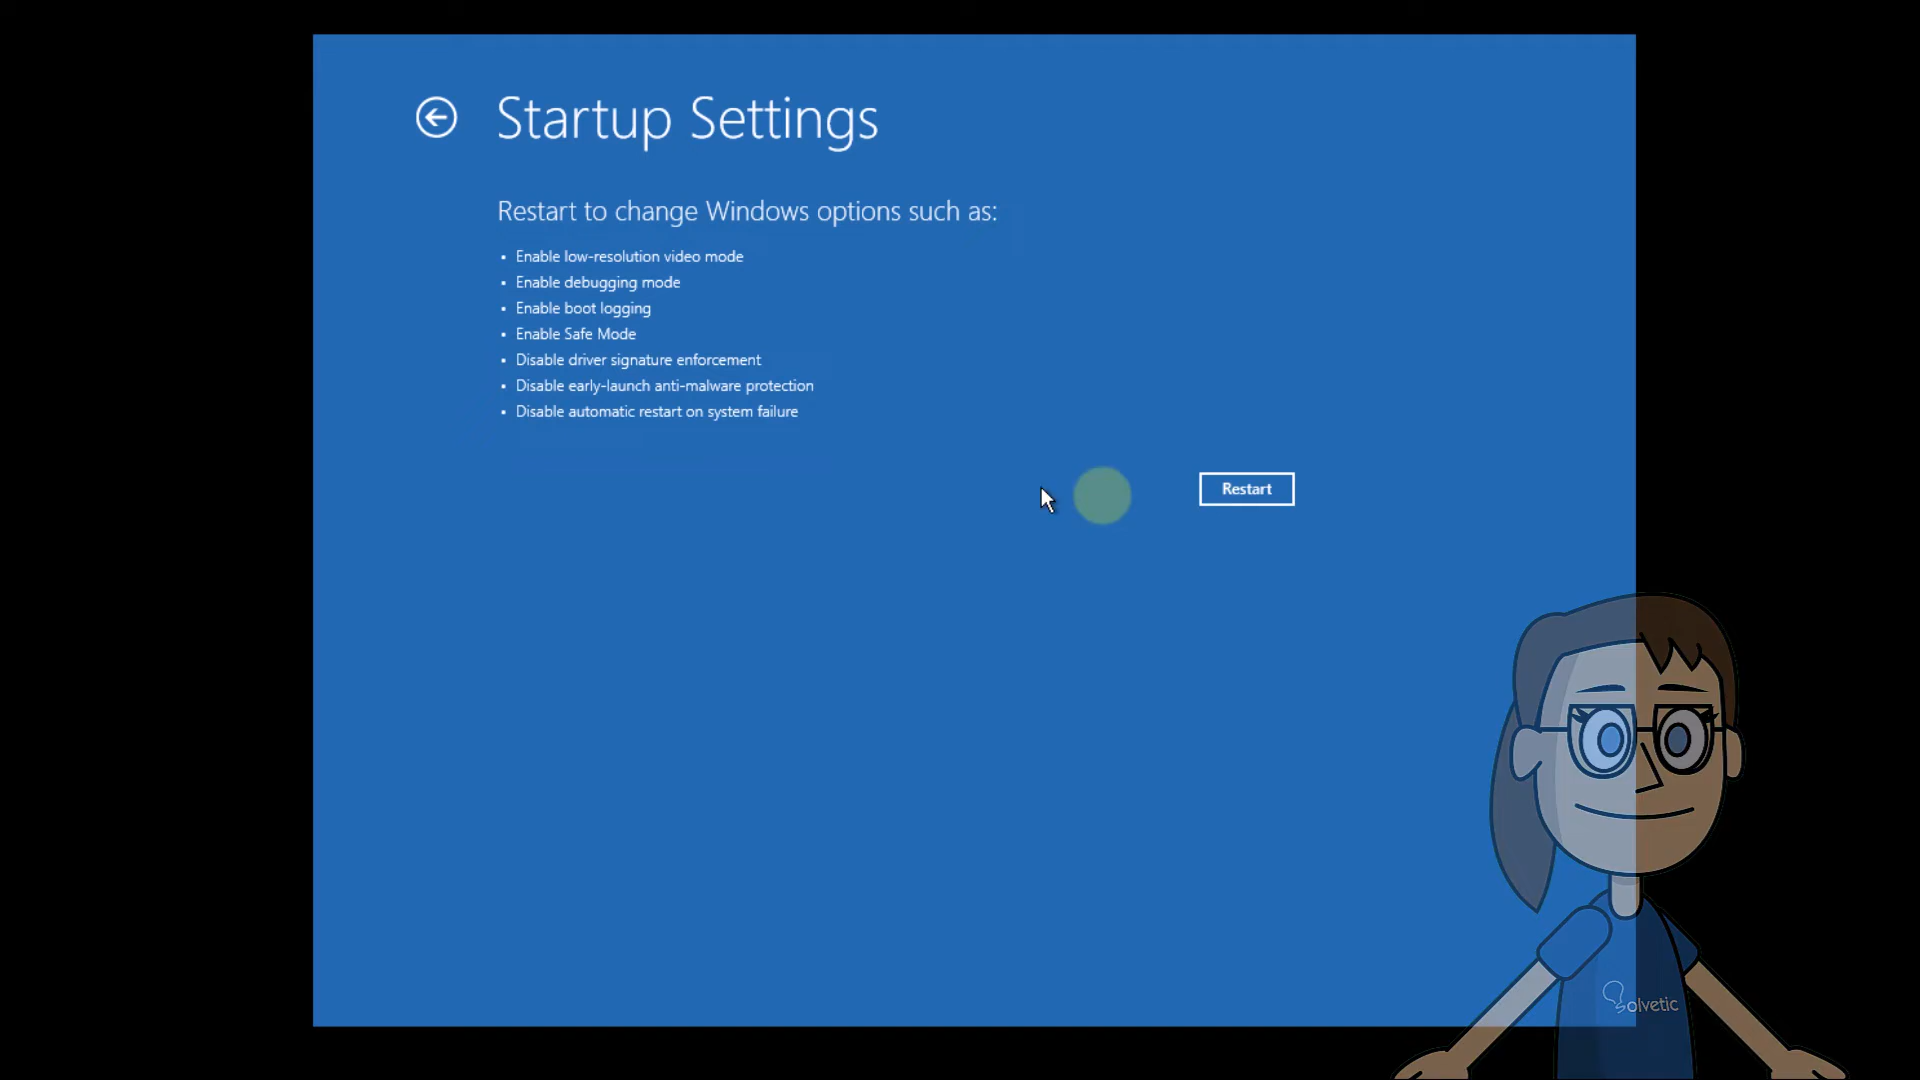 Startup Settings
Restart to change Windows options such as:
• Enable low-resolution video mode
• Enable debugging mode
• Enable boot logging
• Enable Safe Mode
• Disable driver signature enforcement
• Disable early-launch anti-malware protection
• Disable automatic restart on system failure
Restart
Solvetic